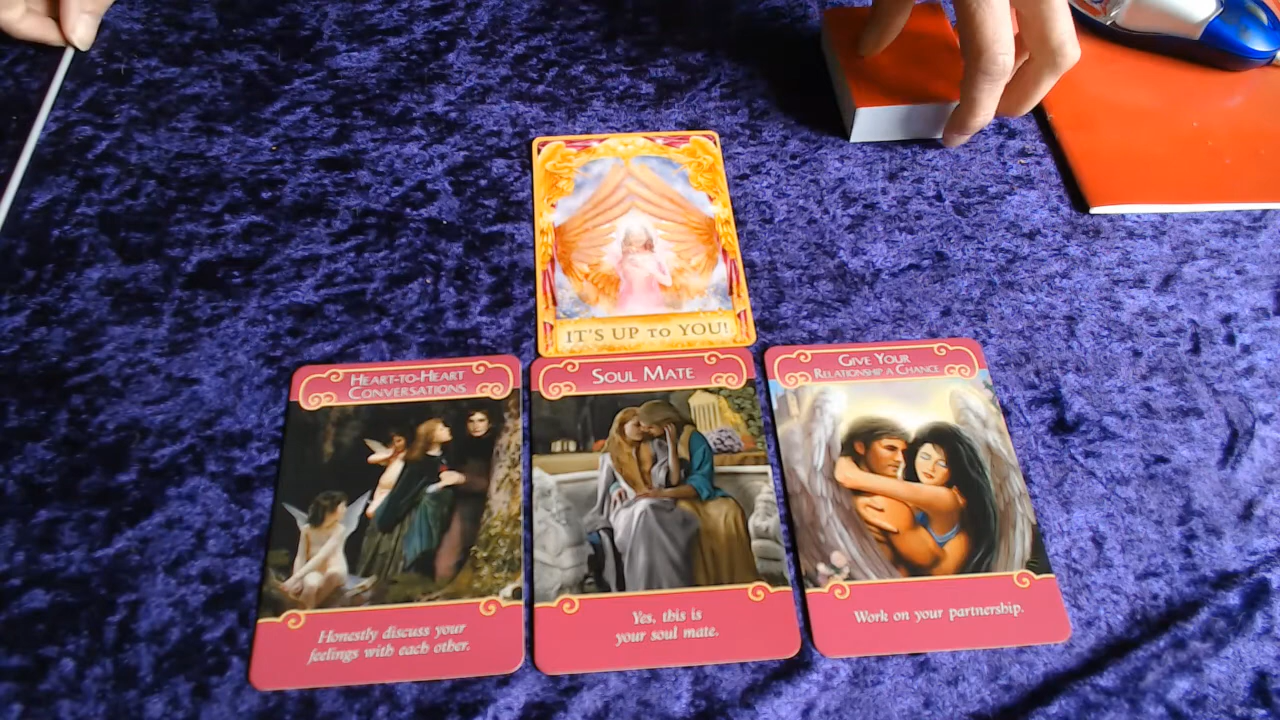 IT'S UP to YOU!
HEART-TO-HEART
CONVERSATIONS
Honestly discuss your
feelings with each other.
SOUL MATE
Yes, this is
your soul mate.
GIVE YOUR
RELATIONSHIP A CHANCE
Work on your partnership.